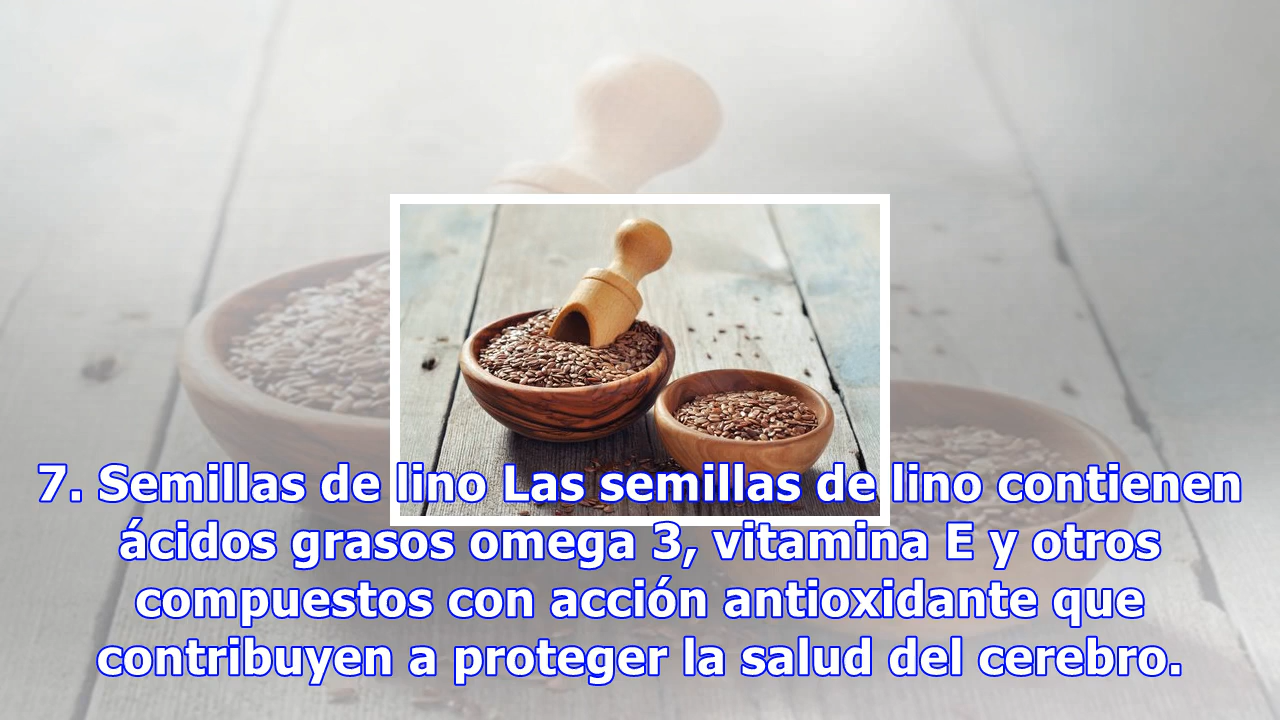 7. Semillas de lino Las semillas de lino contienen
ácidos grasos omega 3, vitamina E y otros
compuestos con acción antioxidante que
contribuyen a proteger la salud del cerebro.